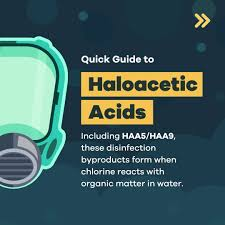 Quick Guide to
Haloacetic
Acids
Including HAA5/HAA9,
these disinfection
byproducts form when
chlorine reacts with
organic matter in water.